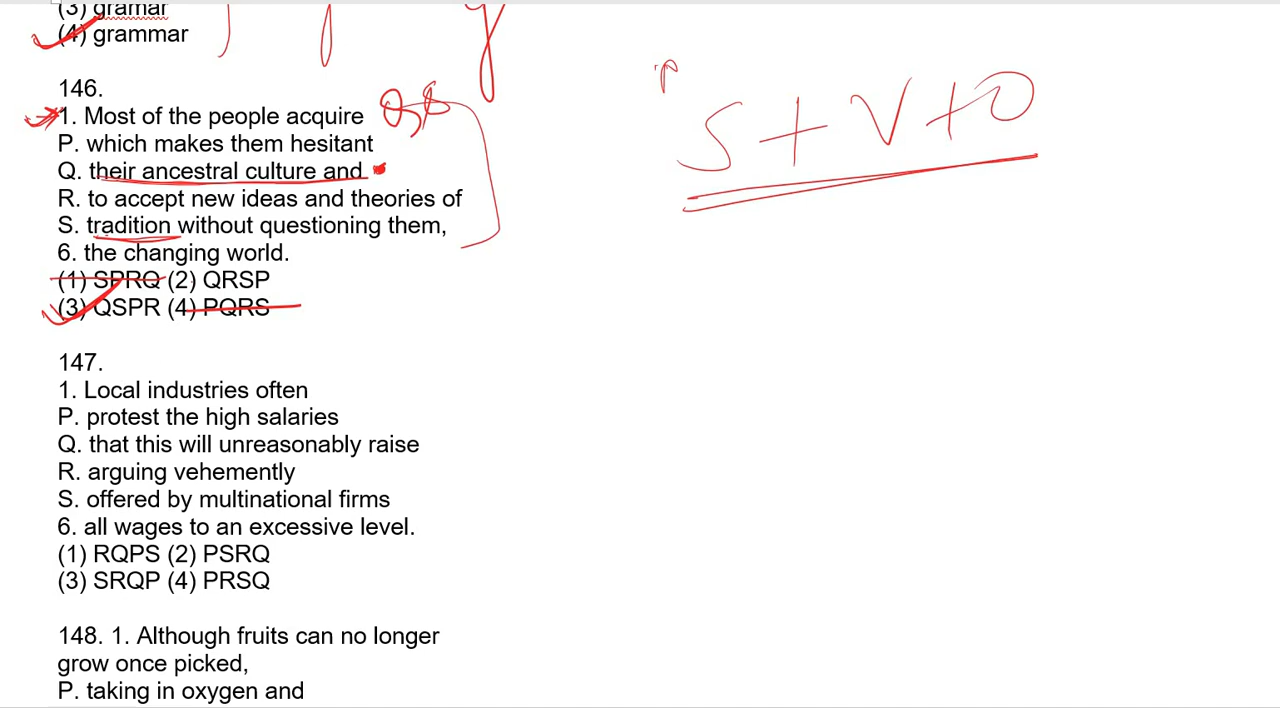 (3) gramar
(4) grammar
146.
1. Most of the people acquire Q,S
P. which makes them hesitant
Q. their ancestral culture and
R. to accept new ideas and theories of
S. tradition without questioning them,
6. the changing world.
(1) SPRQ (2) QRSP
(3) QSPR (4) PQRS
S+V+O
147.
1. Local industries often
P. protest the high salaries
Q. that this will unreasonably raise
R. arguing vehemently
S. offered by multinational firms
6. all wages to an excessive level.
(1) RQPS (2) PSRQ
(3) SRQP (4) PRSQ
148. 1. Although fruits can no longer
grow once picked,
P. taking in oxygen and